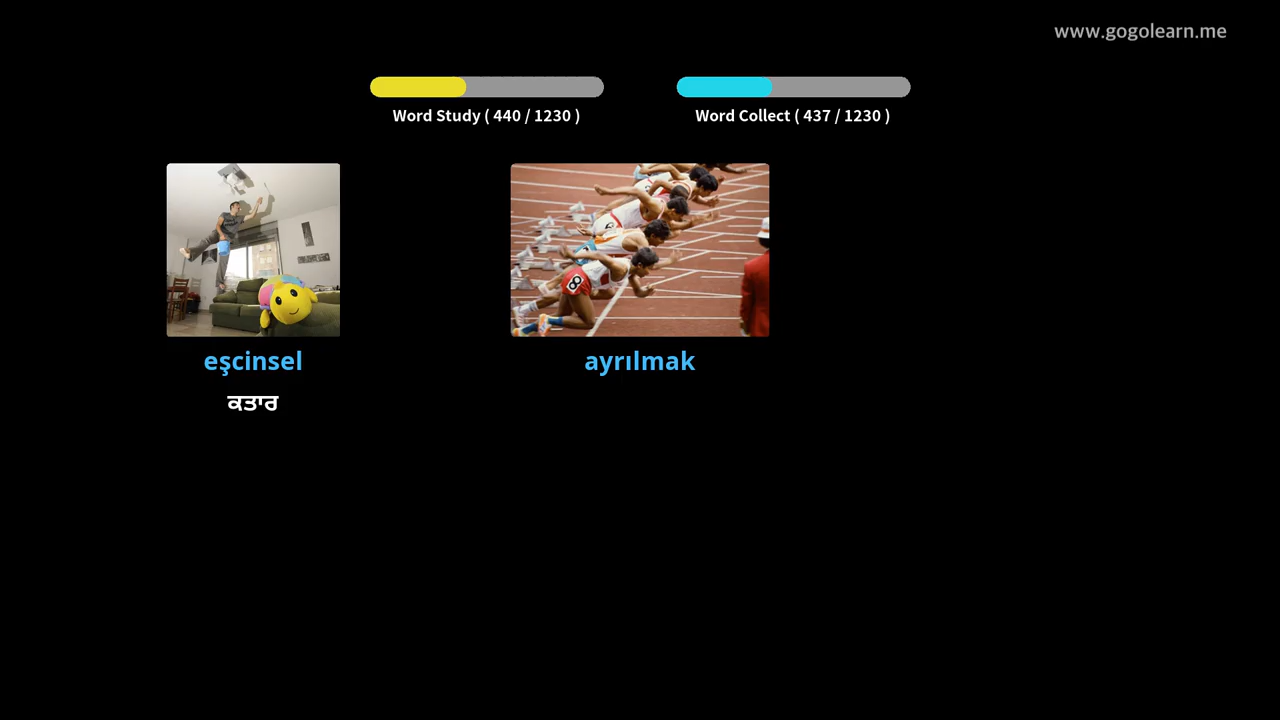 www.gogolearn.me
Word Study ( 440 / 1230 )
Word Collect ( 437 / 1230 )
eşcinsel
ayrılmak
ਕਤਾਰ